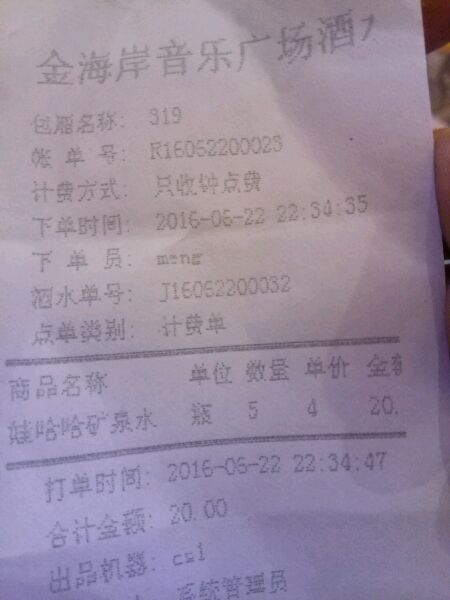 金海岸音乐广场酒
包厢名称: 319
帐 单 号: R16062200023
计费方式: 只收钟点费
下单时间: 2016-06-22 22:34:35
下 单 员: meng
酒水单号: J16062200032
点单类别: 计费单
商品名称 单位 数量 单价 金额
娃哈哈矿泉水 瓶 5 4 20.
打单时间: 2016-06-22 22:34:47
合计金额: 20.00
出品机器: cs1
系统管理员